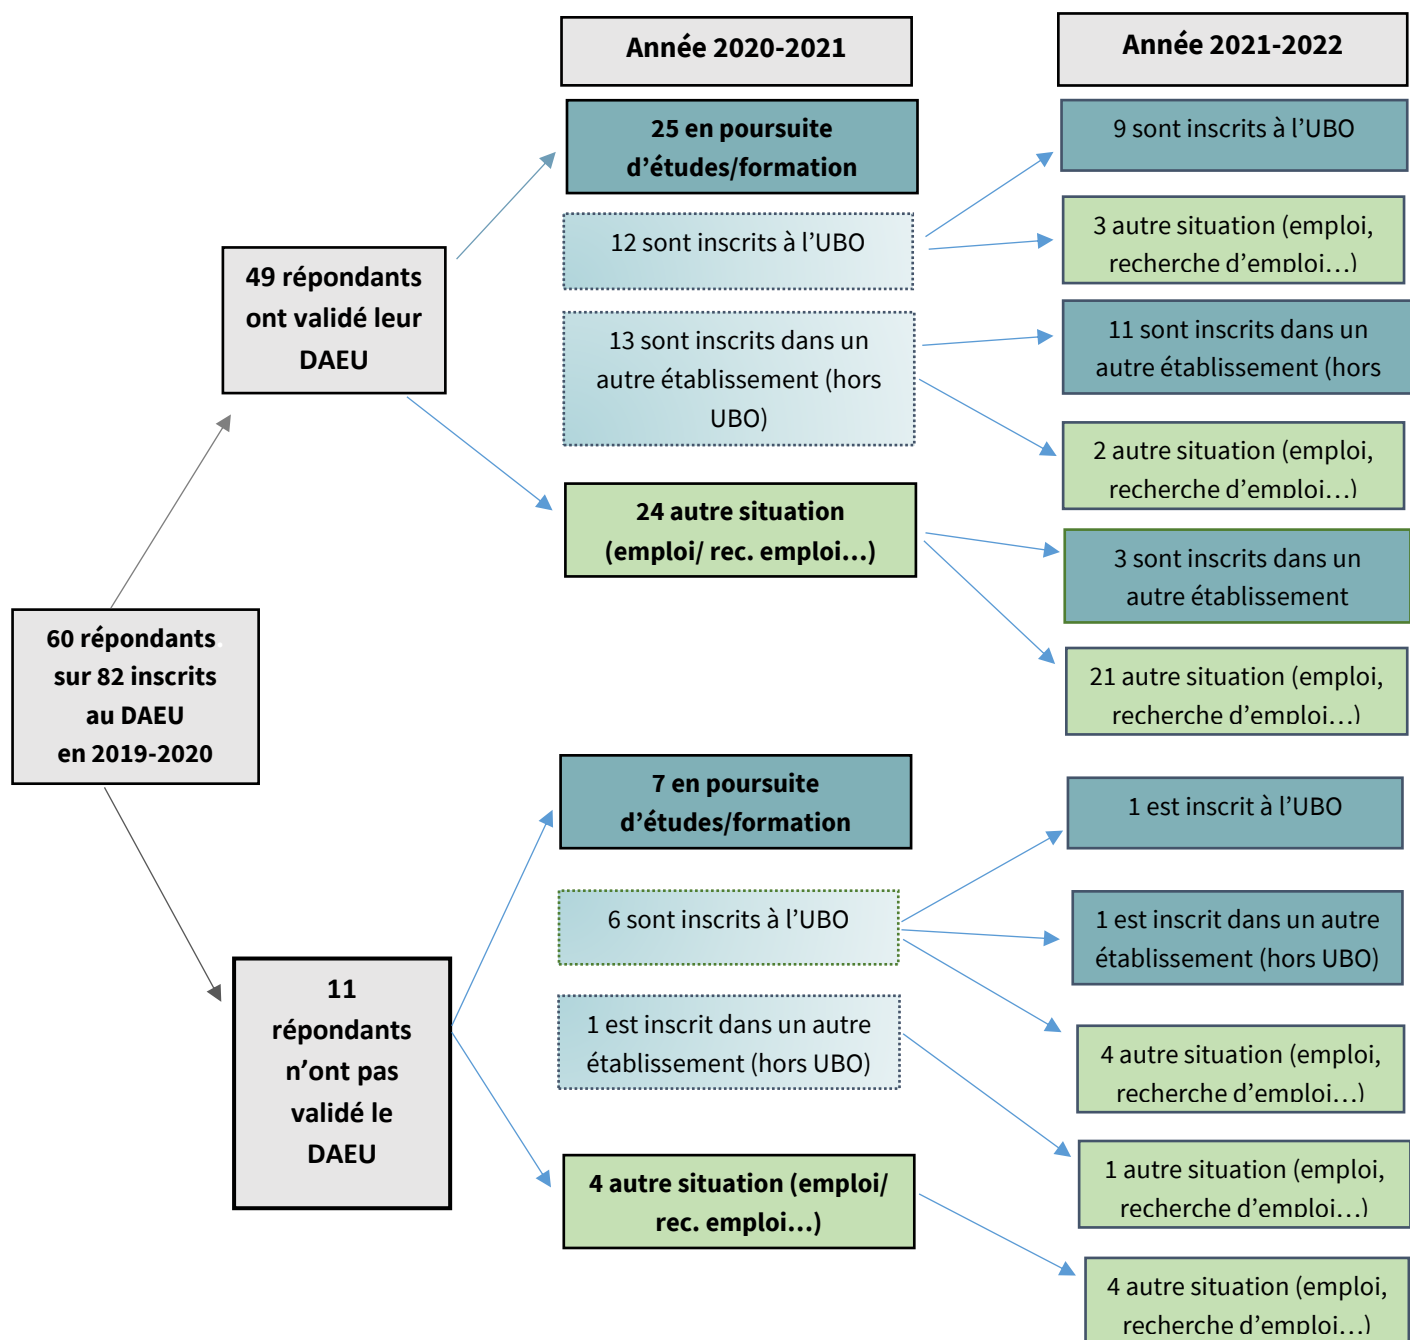 Année 2020-2021
Année 2021-2022
60 répondants
sur 82 inscrits
au DAEU
en 2019-2020
49 répondants
ont validé leur
DAEU
25 en poursuite
d’études/formation
12 sont inscrits à l’UBO
9 sont inscrits à l’UBO
3 autre situation (emploi,
recherche d’emploi…)
13 sont inscrits dans un
autre établissement (hors
UBO)
11 sont inscrits dans un
autre établissement (hors
2 autre situation (emploi,
recherche d’emploi…)
24 autre situation
(emploi/ rec. emploi…)
3 sont inscrits dans un
autre établissement
21 autre situation (emploi,
recherche d’emploi…)
11
répondants
n’ont pas
validé le
DAEU
7 en poursuite
d’études/formation
6 sont inscrits à l’UBO
1 est inscrit à l’UBO
1 est inscrit dans un autre
établissement (hors UBO)
4 autre situation (emploi,
recherche d’emploi…)
1 est inscrit dans un autre
établissement (hors UBO)
1 autre situation (emploi,
recherche d’emploi…)
4 autre situation (emploi/
rec. emploi…)
4 autre situation (emploi,
recherche d’emploi…)